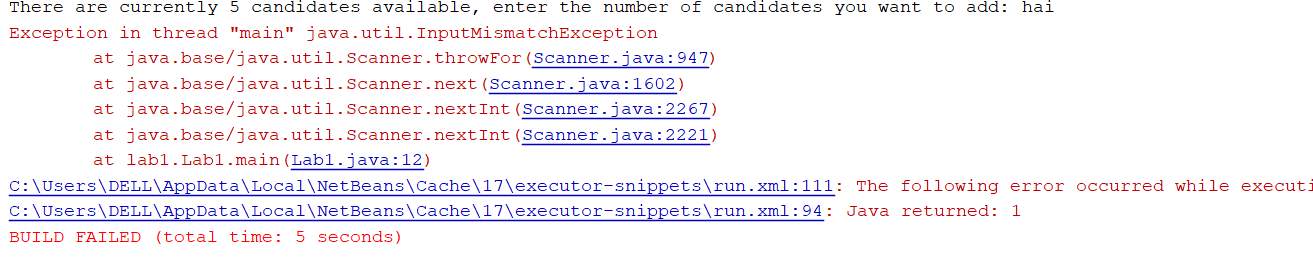 There are currently 5 candidates available, enter the number of candidates you want to add: hai
Exception in thread "main" java.util.InputMismatchException
at java.base/java.util.Scanner.throwFor(Scanner.java:947)
at java.base/java.util.Scanner.next(Scanner.java:1602)
at java.base/java.util.Scanner.nextInt(Scanner.java:2267)
at java.base/java.util.Scanner.nextInt(Scanner.java:2221)
at lab1.Lab1.main(Lab1.java:12)
C:\Users\DELL\AppData\Local\NetBeans\Cache\17\executor-snippets\run.xml:111: The following error occurred while executi
C:\Users\DELL\AppData\Local\NetBeans\Cache\17\executor-snippets\run.xml:94: Java returned: 1
BUILD FAILED (total time: 5 seconds)